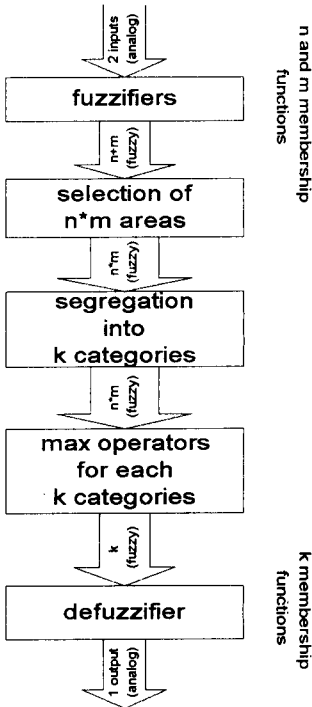 2 inputs
(analog)
n and m membership
functions
fuzzifiers
n+m
(fuzzy)
selection of
n*m areas
n*m
(fuzzy)
segregation
into
k categories
n*m
(fuzzy)
max operators
for each
k categories
k
(fuzzy)
k membership
functions
defuzzifier
1 output
(analog)